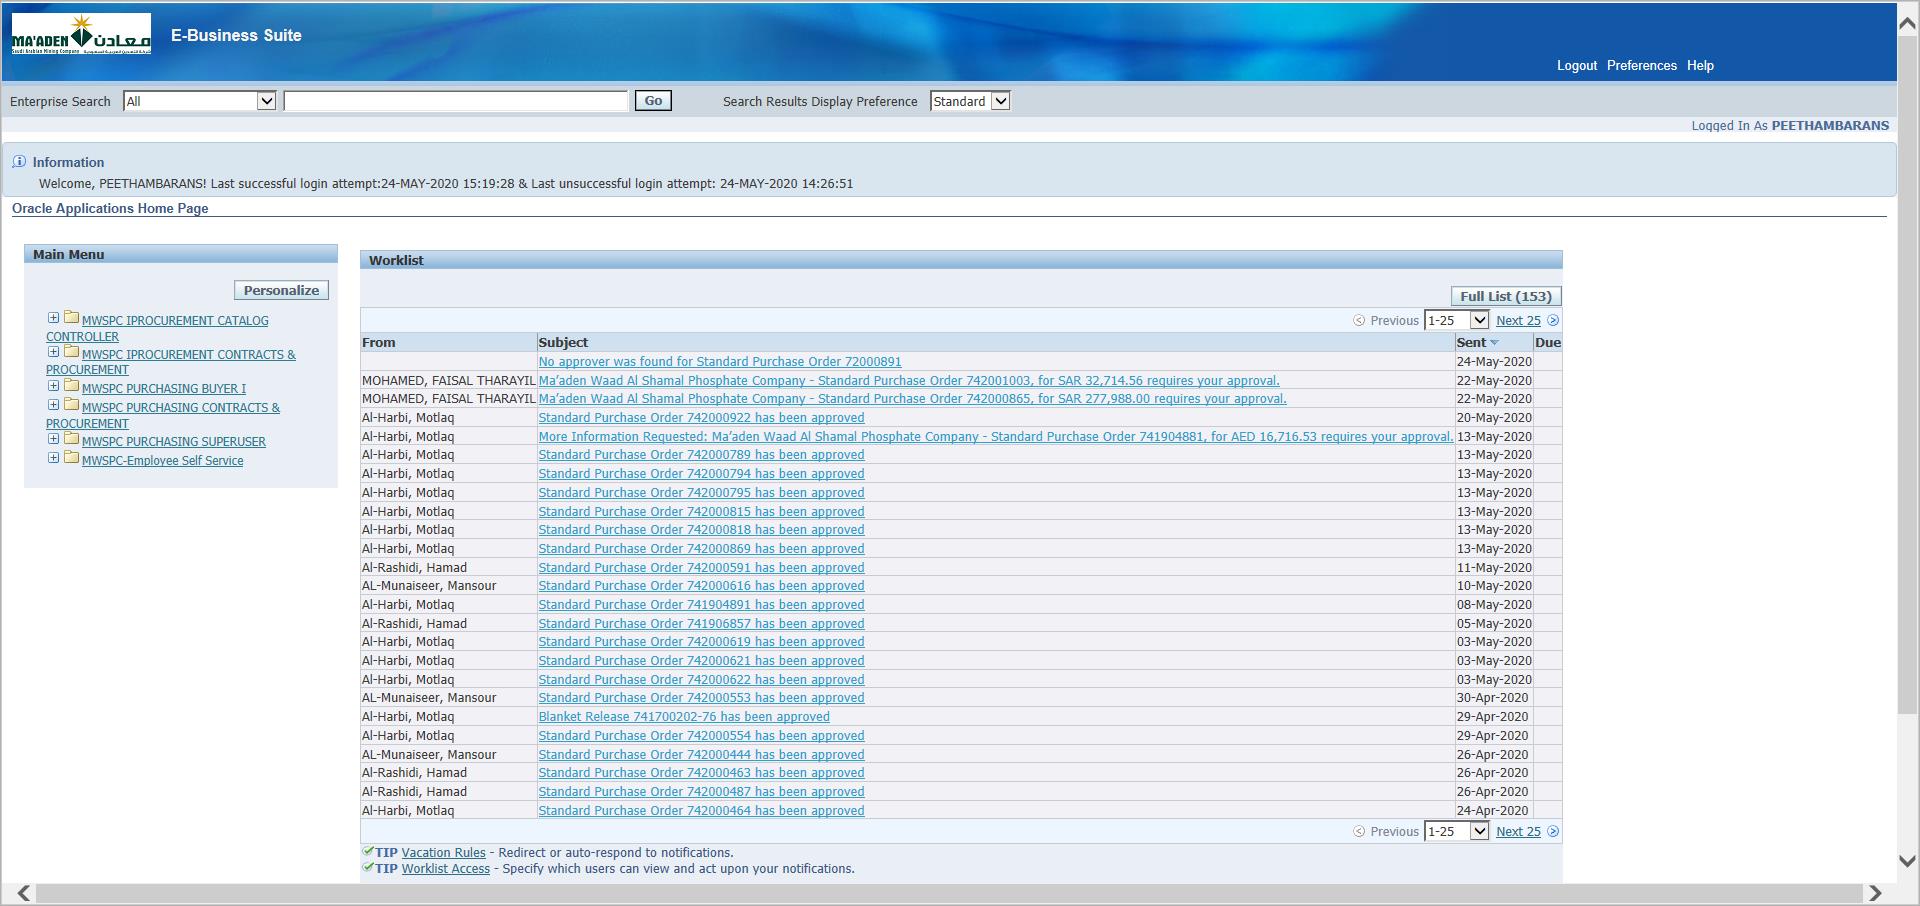 MA'ADEN معادن
Saudi Arabian Mining Company
E-Business Suite
Logout Preferences Help
Enterprise Search All Go Search Results Display Preference Standard
Logged In As PEETHAMBARANS
Information
Welcome, PEETHAMBARANS! Last successful login attempt:24-MAY-2020 15:19:28 & Last unsuccessful login attempt: 24-MAY-2020 14:26:51
Oracle Applications Home Page
Main Menu
Personalize
MWSPC IPROCUREMENT CATALOG
CONTROLLER
MWSPC IPROCUREMENT CONTRACTS &
PROCUREMENT
MWSPC PURCHASING BUYER I
MWSPC PURCHASING CONTRACTS &
PROCUREMENT
MWSPC PURCHASING SUPERUSER
MWSPC-Employee Self Service
Worklist
Full List (153)
Previous 1-25 Next 25
From Subject Sent Due
No approver was found for Standard Purchase Order 72000891 24-May-2020
MOHAMED, FAISAL THARAYIL Ma'aden Waad Al Shamal Phosphate Company - Standard Purchase Order 742001003, for SAR 32,714.56 requires your approval. 22-May-2020
MOHAMED, FAISAL THARAYIL Ma'aden Waad Al Shamal Phosphate Company - Standard Purchase Order 742000865, for SAR 277,988.00 requires your approval. 22-May-2020
Al-Harbi, Motlaq Standard Purchase Order 742000922 has been approved 20-May-2020
Al-Harbi, Motlaq More Information Requested: Ma'aden Waad Al Shamal Phosphate Company - Standard Purchase Order 741904881, for AED 16,716.53 requires your approval. 13-May-2020
Al-Harbi, Motlaq Standard Purchase Order 742000789 has been approved 13-May-2020
Al-Harbi, Motlaq Standard Purchase Order 742000794 has been approved 13-May-2020
Al-Harbi, Motlaq Standard Purchase Order 742000795 has been approved 13-May-2020
Al-Harbi, Motlaq Standard Purchase Order 742000815 has been approved 13-May-2020
Al-Harbi, Motlaq Standard Purchase Order 742000818 has been approved 13-May-2020
Al-Harbi, Motlaq Standard Purchase Order 742000869 has been approved 13-May-2020
Al-Rashidi, Hamad Standard Purchase Order 742000591 has been approved 11-May-2020
AL-Munaiseer, Mansour Standard Purchase Order 742000616 has been approved 10-May-2020
Al-Harbi, Motlaq Standard Purchase Order 741904891 has been approved 08-May-2020
Al-Rashidi, Hamad Standard Purchase Order 741906857 has been approved 05-May-2020
Al-Harbi, Motlaq Standard Purchase Order 742000619 has been approved 03-May-2020
Al-Harbi, Motlaq Standard Purchase Order 742000621 has been approved 03-May-2020
Al-Harbi, Motlaq Standard Purchase Order 742000622 has been approved 03-May-2020
AL-Munaiseer, Mansour Standard Purchase Order 742000553 has been approved 30-Apr-2020
Al-Harbi, Motlaq Blanket Release 741700202-76 has been approved 29-Apr-2020
Al-Harbi, Motlaq Standard Purchase Order 742000554 has been approved 29-Apr-2020
AL-Munaiseer, Mansour Standard Purchase Order 742000444 has been approved 26-Apr-2020
Al-Rashidi, Hamad Standard Purchase Order 742000463 has been approved 26-Apr-2020
Al-Rashidi, Hamad Standard Purchase Order 742000487 has been approved 26-Apr-2020
Al-Harbi, Motlaq Standard Purchase Order 742000464 has been approved 24-Apr-2020
Previous 1-25 Next 25
TIP Vacation Rules - Redirect or auto-respond to notifications.
TIP Worklist Access - Specify which users can view and act upon your notifications.